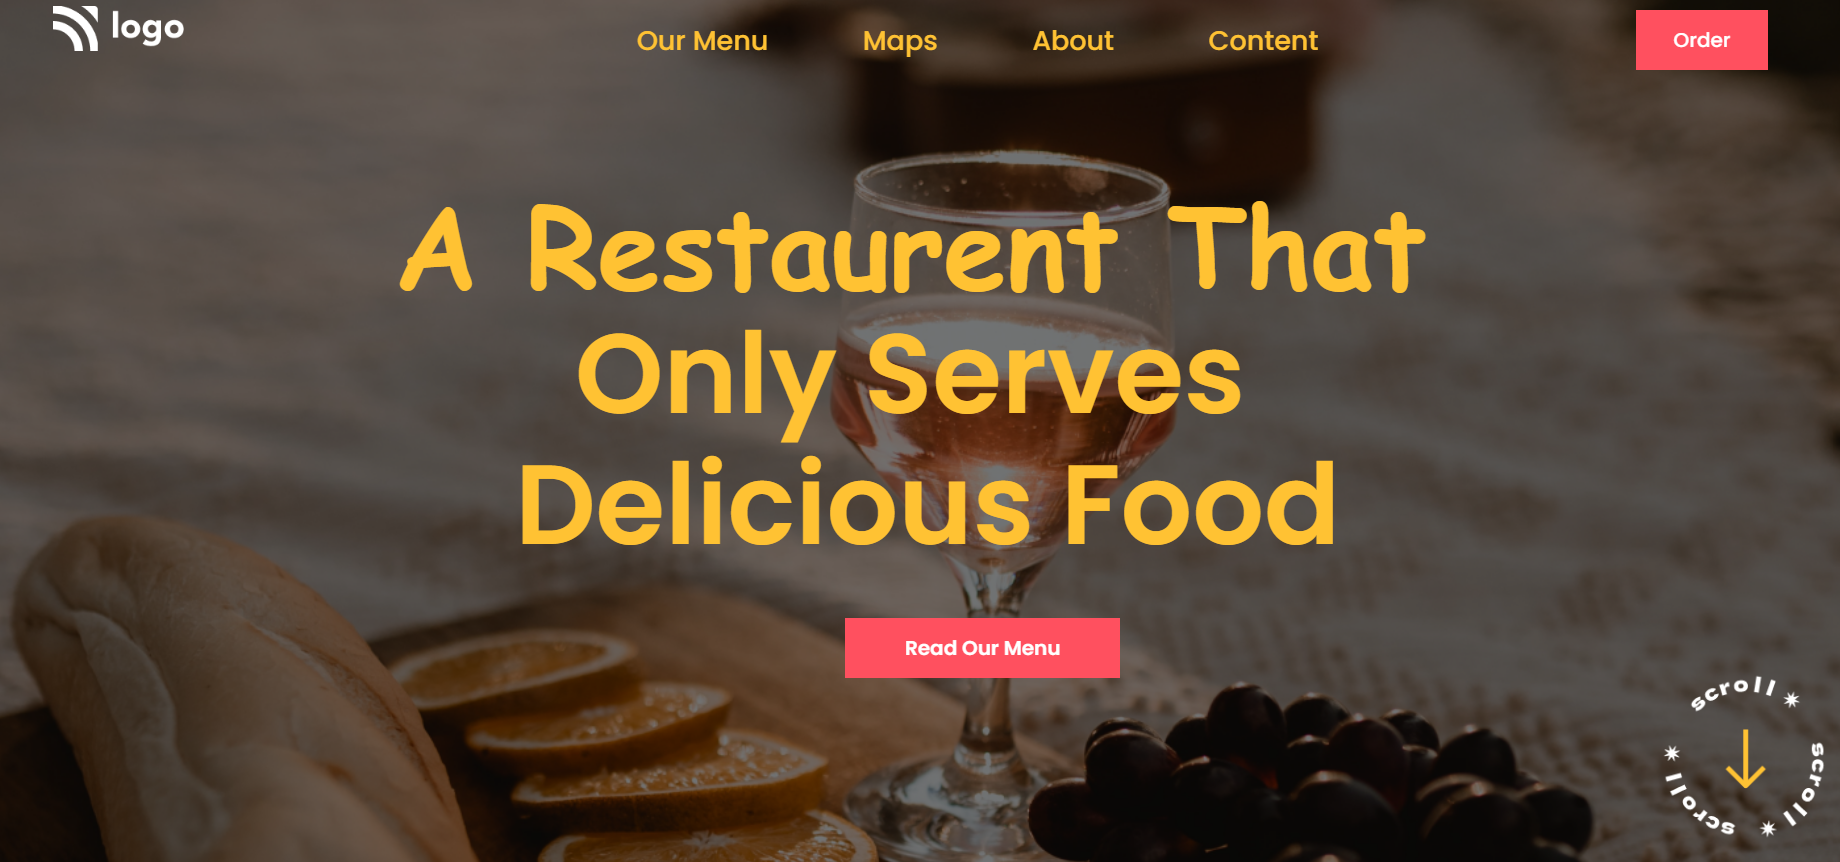 logo
Our Menu Maps About Content
Order
A Restaurent That
Only Serves
Delicious Food
Read Our Menu
scroll ✷ scroll ✷ scroll ✷